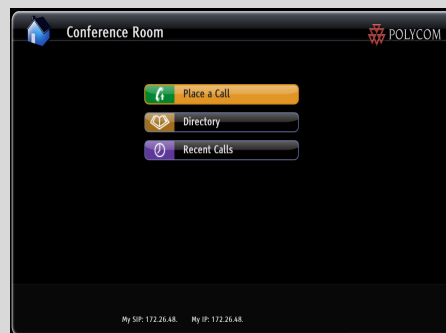 Conference Room
POLYCOM
Place a Call
Directory
Recent Calls
My SIP: 172.26.48. My IP: 172.26.48.